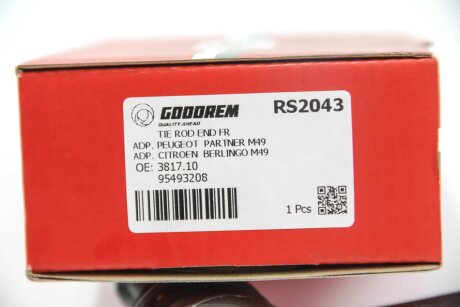 GOODREM RS2043
QUALITY AHEAD
TIE ROD END FR
ADP. PEUGEOT PARTNER M49
ADP. CITROEN BERLINGO M49
OE: 3817.10
95493208
1 Pcs